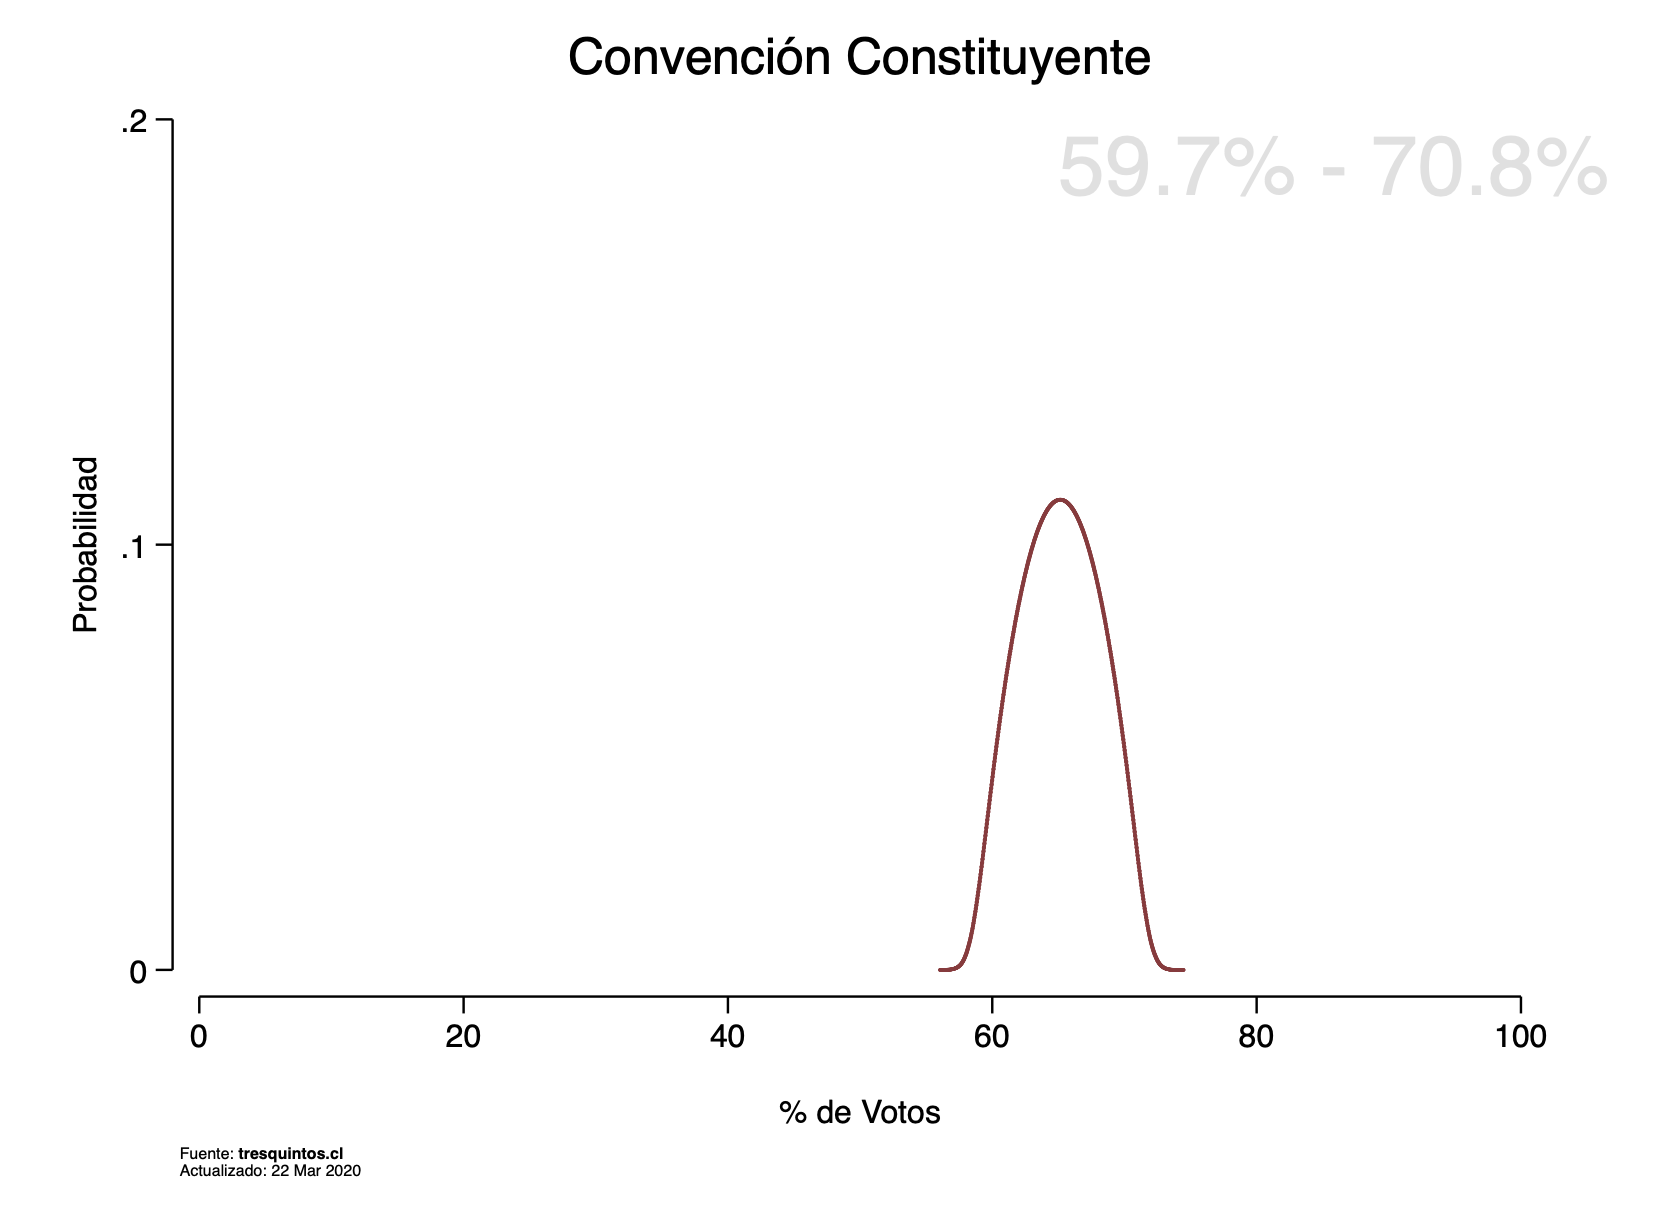 Convención Constituyente
59.7% - 70.8%
.2
.1
0
Probabilidad
0 20 40 60 80 100
% de Votos
Fuente: tresquintos.cl
Actualizado: 22 Mar 2020